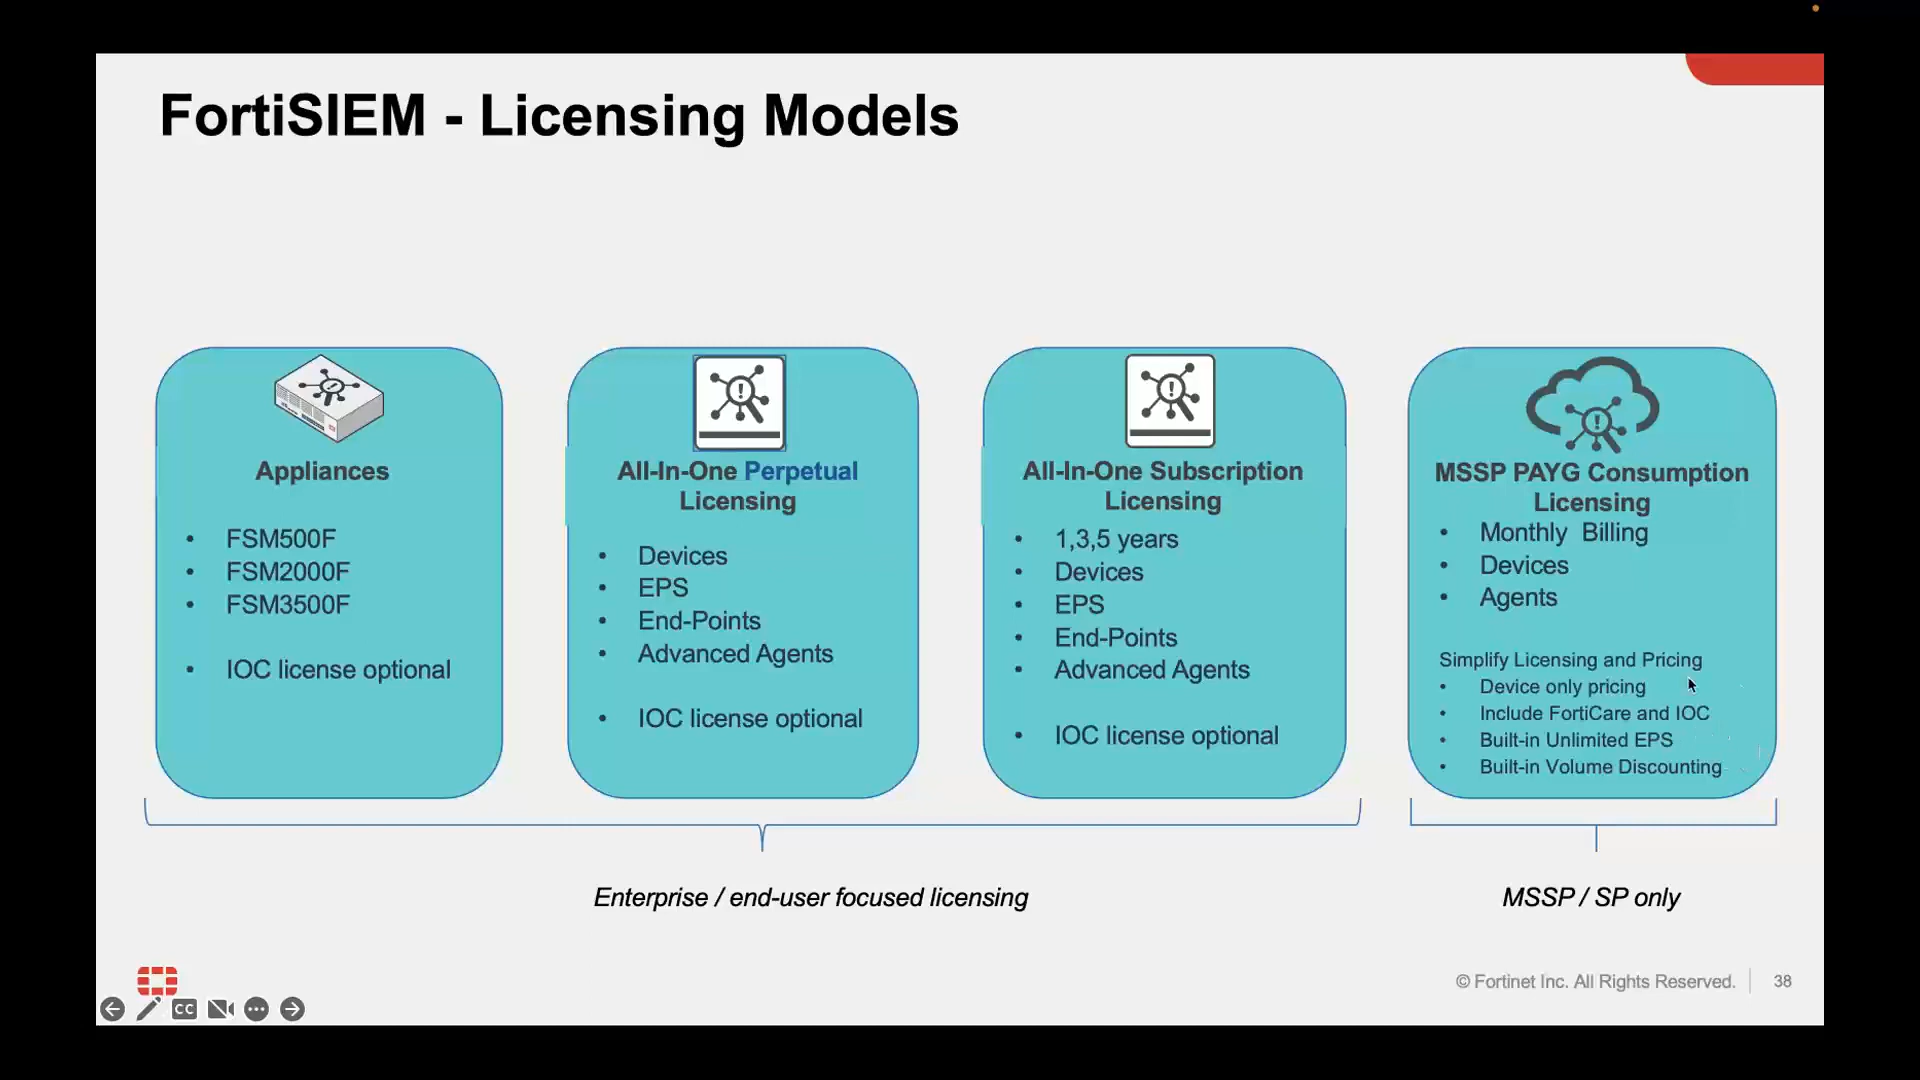 FortiSIEM - Licensing Models
Appliances
• FSM500F
• FSM2000F
• FSM3500F
• IOC license optional
All-In-One Perpetual
Licensing
• Devices
• EPS
• End-Points
• Advanced Agents
• IOC license optional
All-In-One Subscription
Licensing
• 1,3,5 years
• Devices
• EPS
• End-Points
• Advanced Agents
• IOC license optional
MSSP PAYG Consumption
Licensing
• Monthly Billing
• Devices
• Agents
Simplify Licensing and Pricing
• Device only pricing
• Include FortiCare and IOC
• Built-in Unlimited EPS
• Built-in Volume Discounting
Enterprise / end-user focused licensing
MSSP / SP only
CC
© Fortinet Inc. All Rights Reserved.
38